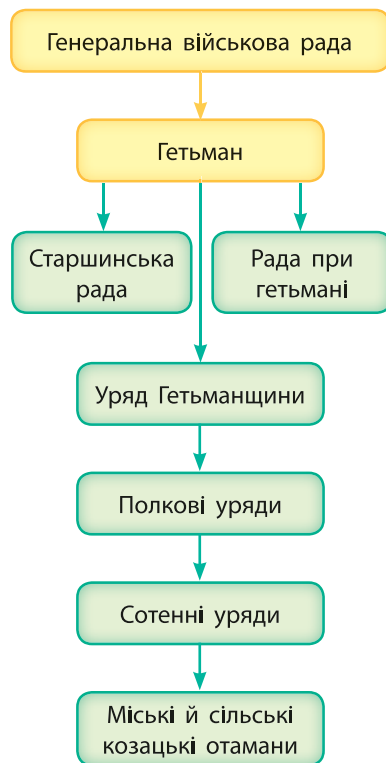 Генеральна військова рада
Гетьман
Старшинська
рада
Рада при
гетьмані
Уряд Гетьманщини
Полкові уряди
Сотенні уряди
Міські й сільські
козацькі отамани